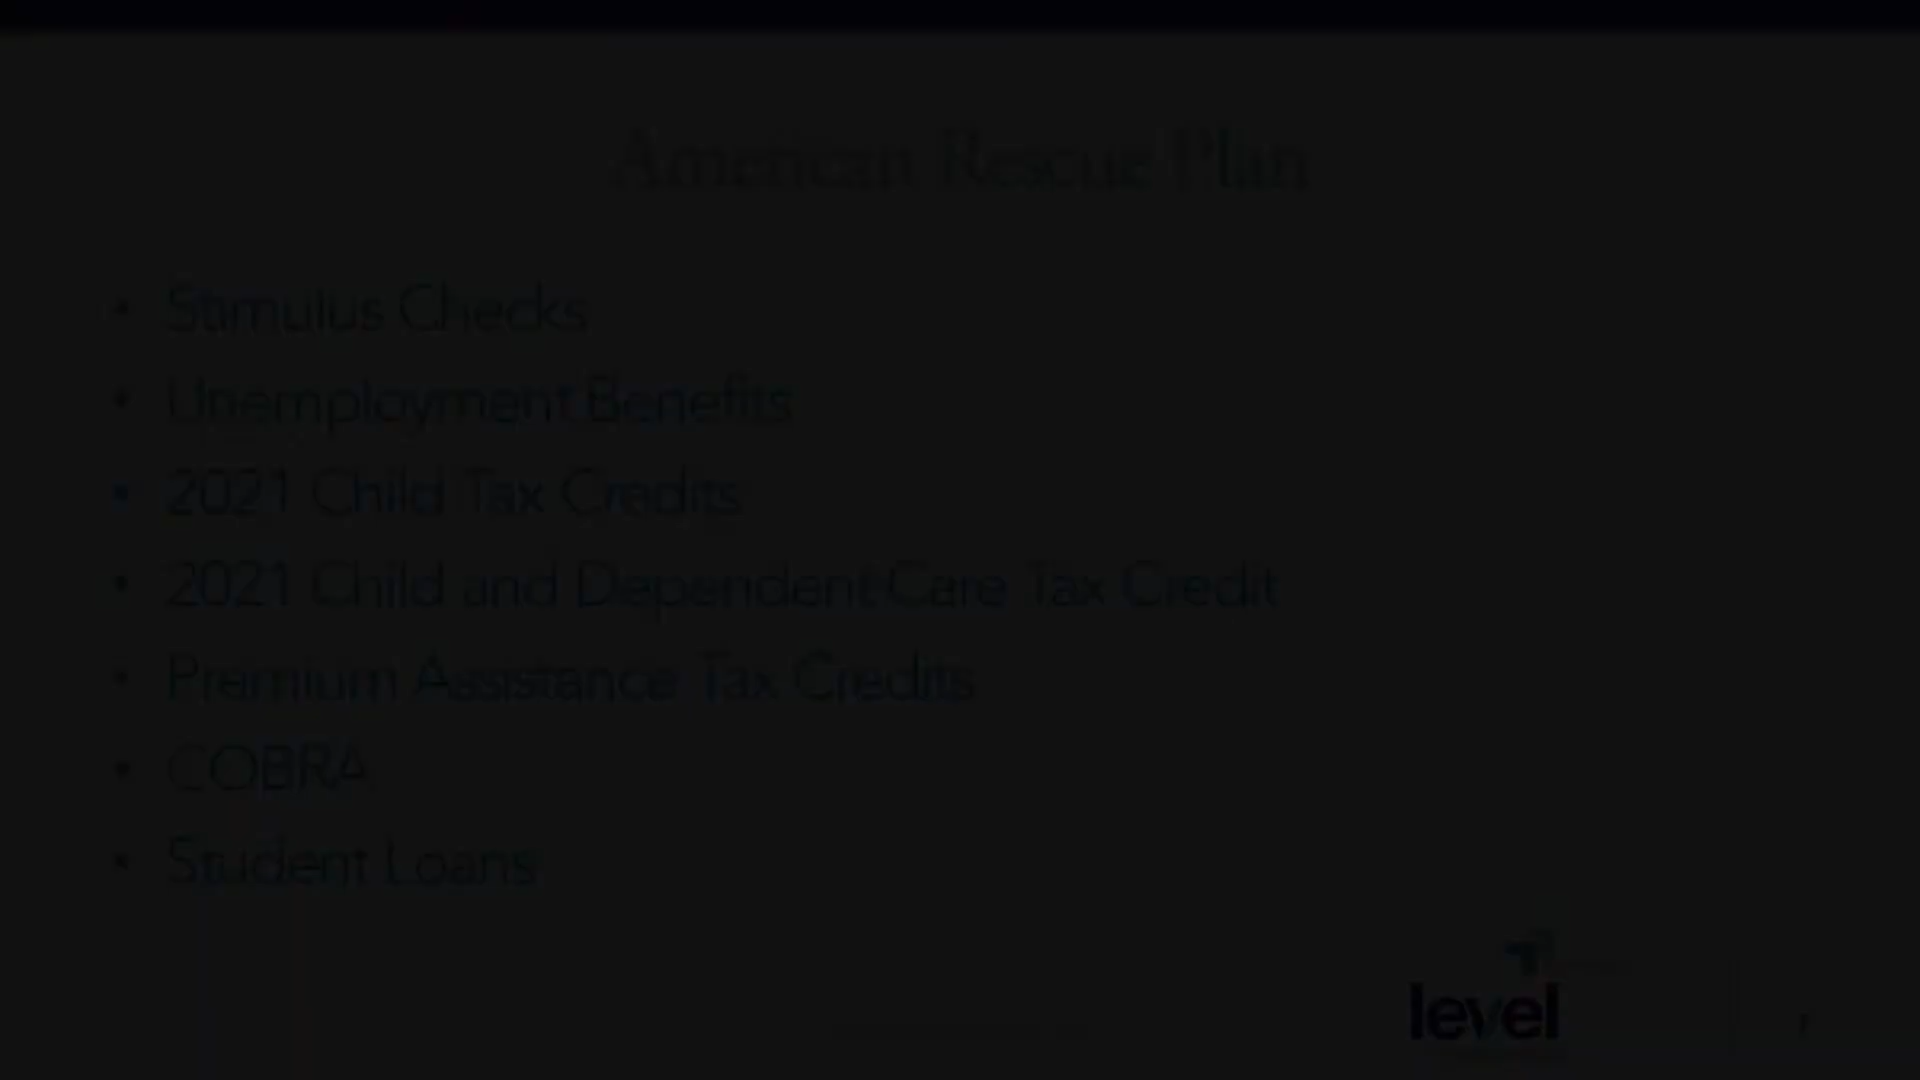 American Rescue Plan
• Stimulus Checks
• Unemployment Benefits
• 2021 Child Tax Credits
• 2021 Child and Dependent Care Tax Credit
• Premium Assistance Tax Credits
• COBRA
• Student Loans
level